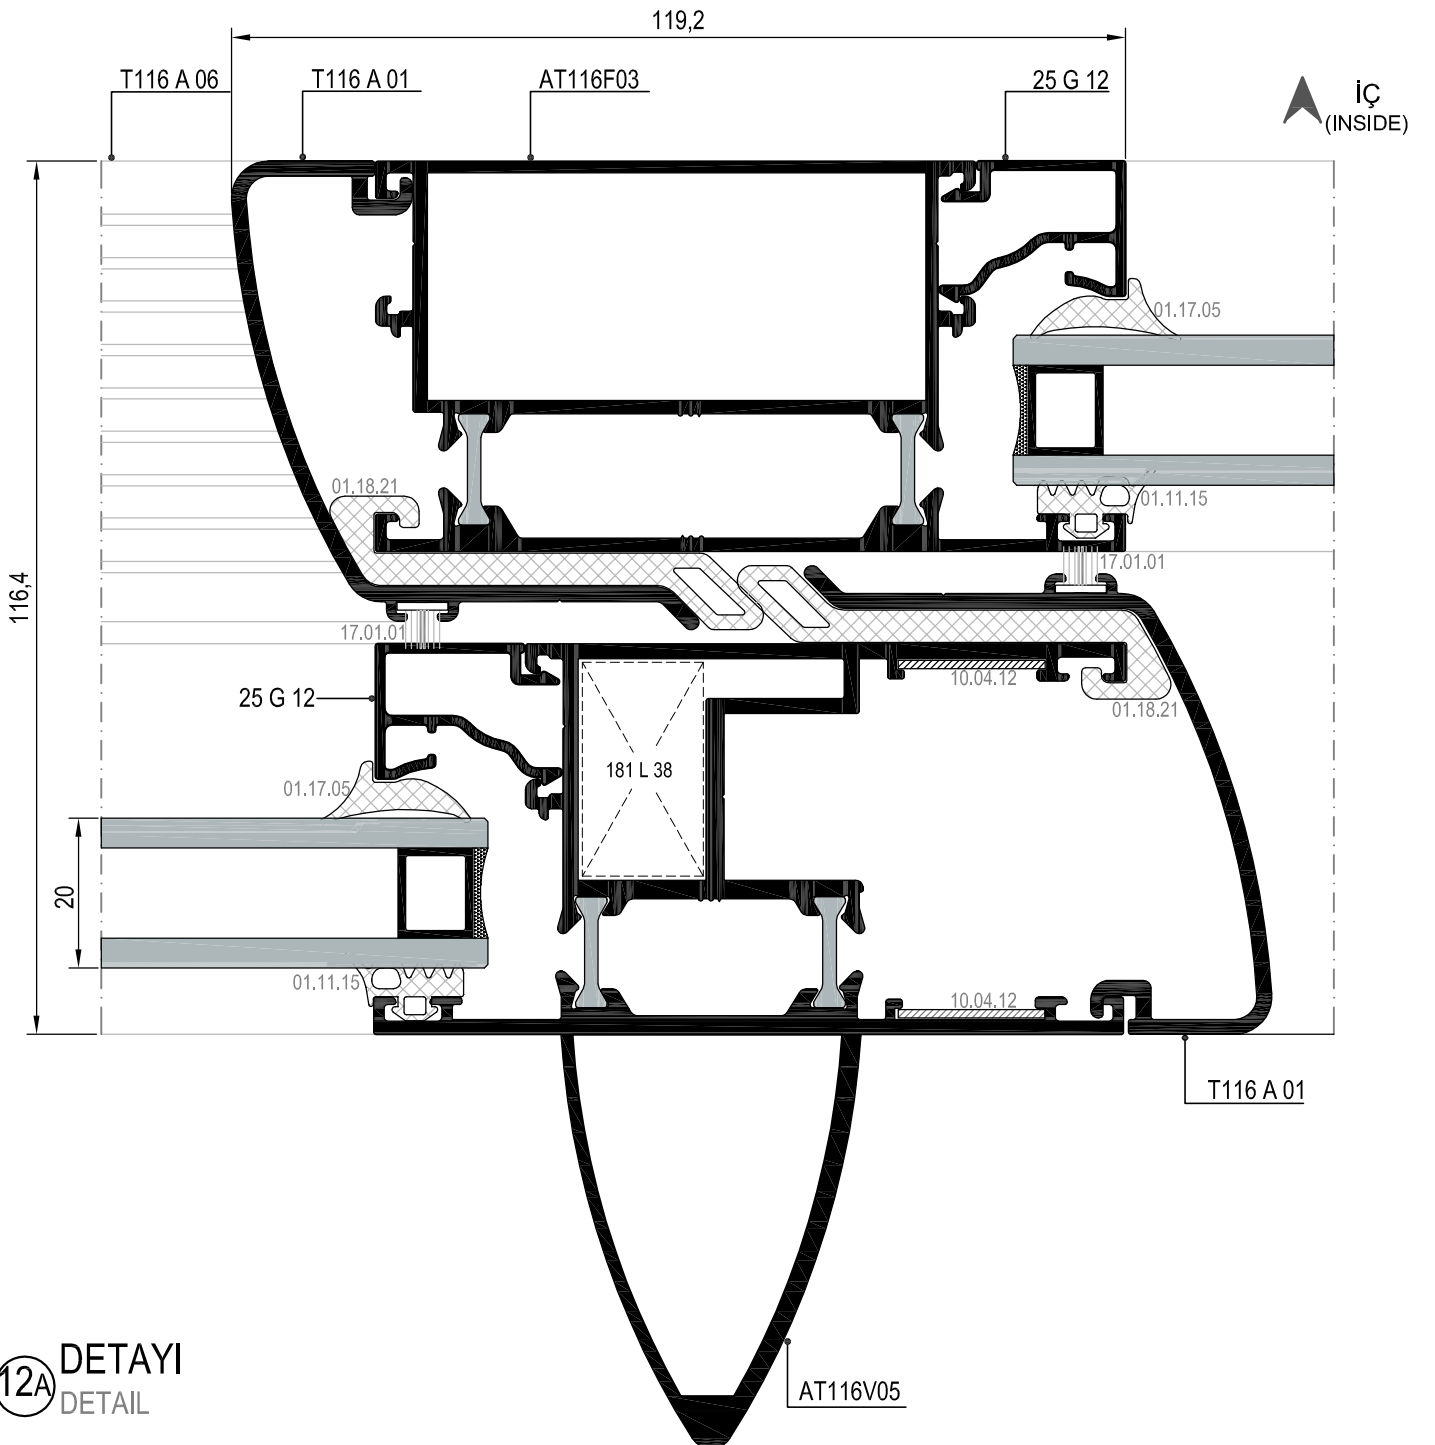 119,2
T116 A 06
T116 A 01
AT116F03
25 G 12
İÇ
(INSIDE)
01.17.05
01.18.21
01.11.15
17.01.01
116,4
17.01.01
10.04.12
25 G 12
01.18.21
181 L 38
01.17.05
20
01.11.15
10.04.12
T116 A 01
AT116V05
12A
DETAYI
DETAIL